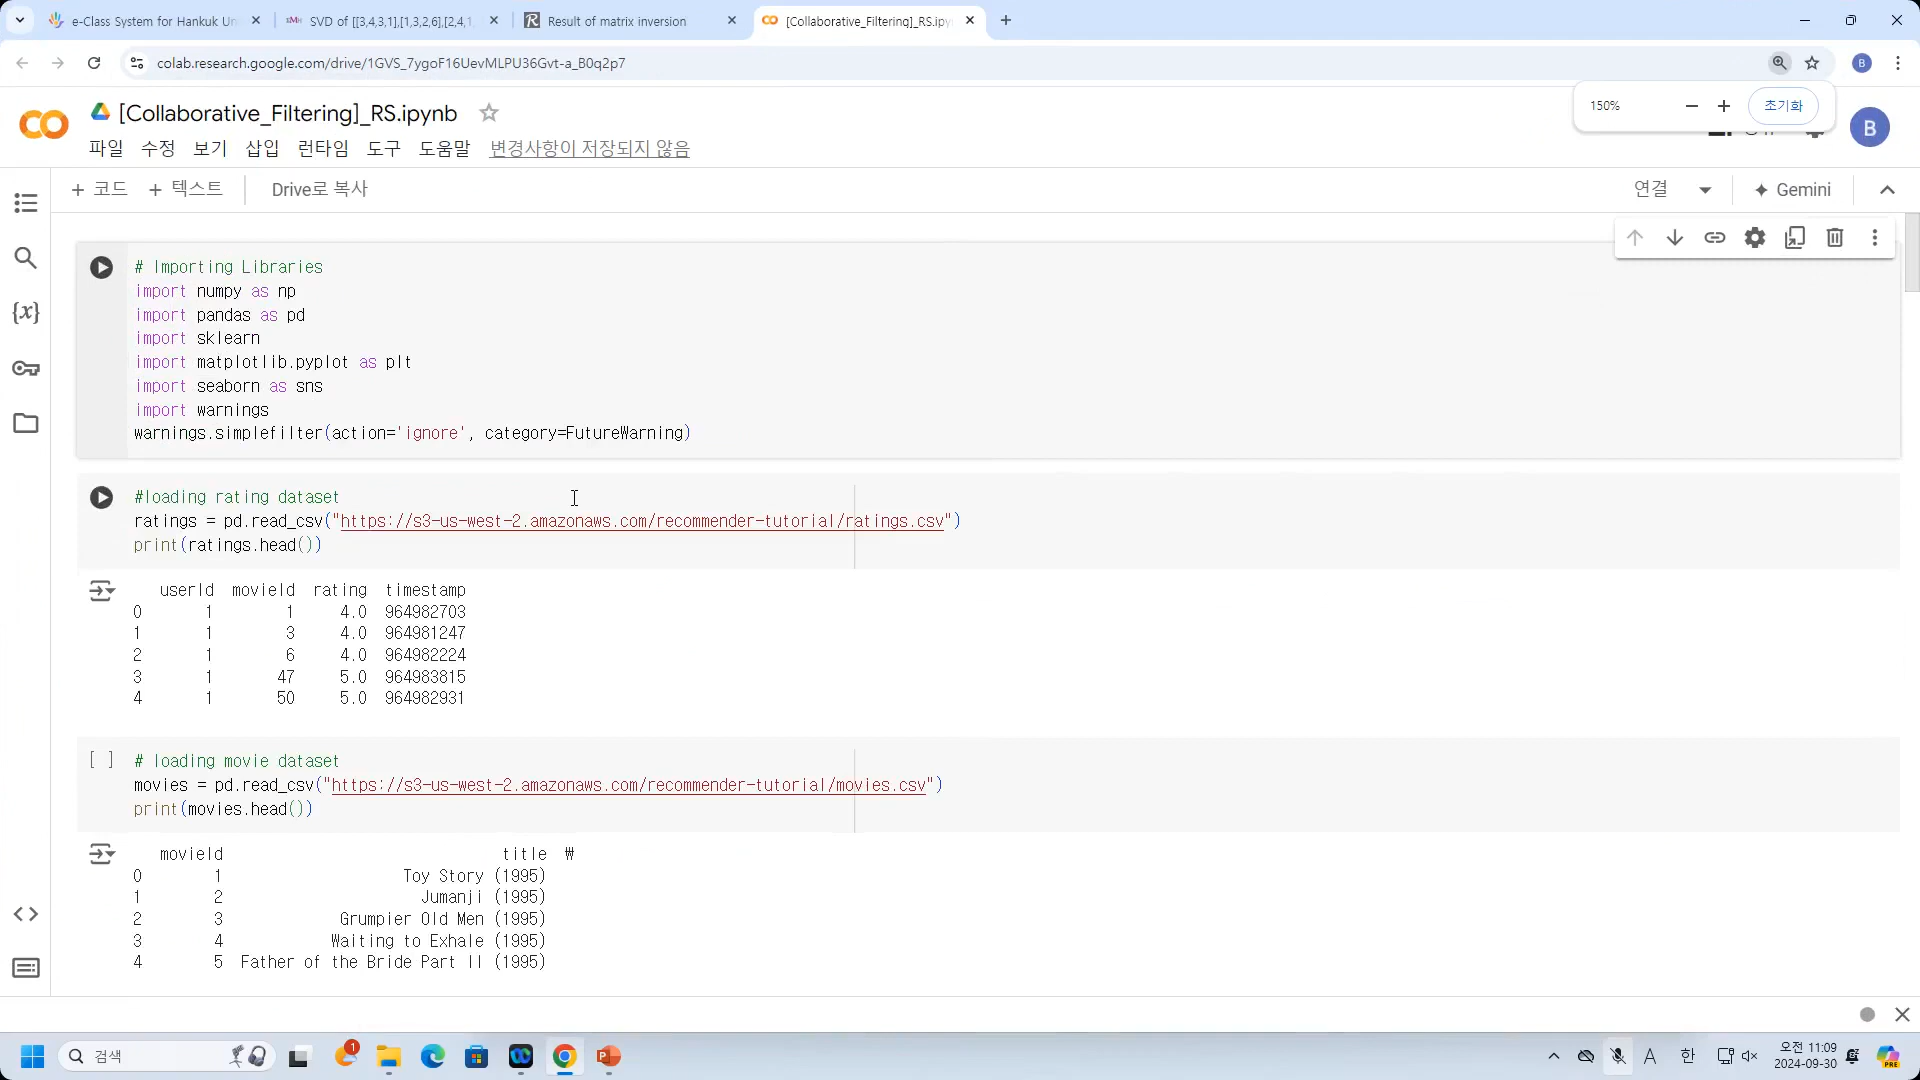 e-Class System for Hankuk Un
SVD of [[3,4,3,1],[1,3,2,6],[2,4,1,
Result of matrix inversion
[Collaborative_Filtering]_RS.ipyn
colab.research.google.com/drive/1GVS_7ygoF16UevMLPU36Gvt-a_B0q2p7
B
150%
초기화
[Collaborative_Filtering]_RS.ipynb
B
파일 수정 보기 삽입 런타임 도구 도움말 변경사항이 저장되지 않음
+ 코드 + 텍스트 Drive로 복사
연결
Gemini
# Importing Libraries
import numpy as np
import pandas as pd
import sklearn
import matplotlib.pyplot as plt
import seaborn as sns
import warnings
warnings.simplefilter(action='ignore', category=FutureWarning)
#loading rating dataset
ratings = pd.read_csv("https://s3-us-west-2.amazonaws.com/recommender-tutorial/ratings.csv")
print(ratings.head())
userId movieId rating timestamp
0 1 1 4.0 964982703
1 1 3 4.0 964981247
2 1 6 4.0 964982224
3 1 47 5.0 964983815
4 1 50 5.0 964982931
[ ] # loading movie dataset
movies = pd.read_csv("https://s3-us-west-2.amazonaws.com/recommender-tutorial/movies.csv")
print(movies.head())
movieId title ₩
0 1 Toy Story (1995)
1 2 Jumanji (1995)
2 3 Grumpier Old Men (1995)
3 4 Waiting to Exhale (1995)
4 5 Father of the Bride Part II (1995)
검색
1
A
한
오전 11:09
2024-09-30
PRE